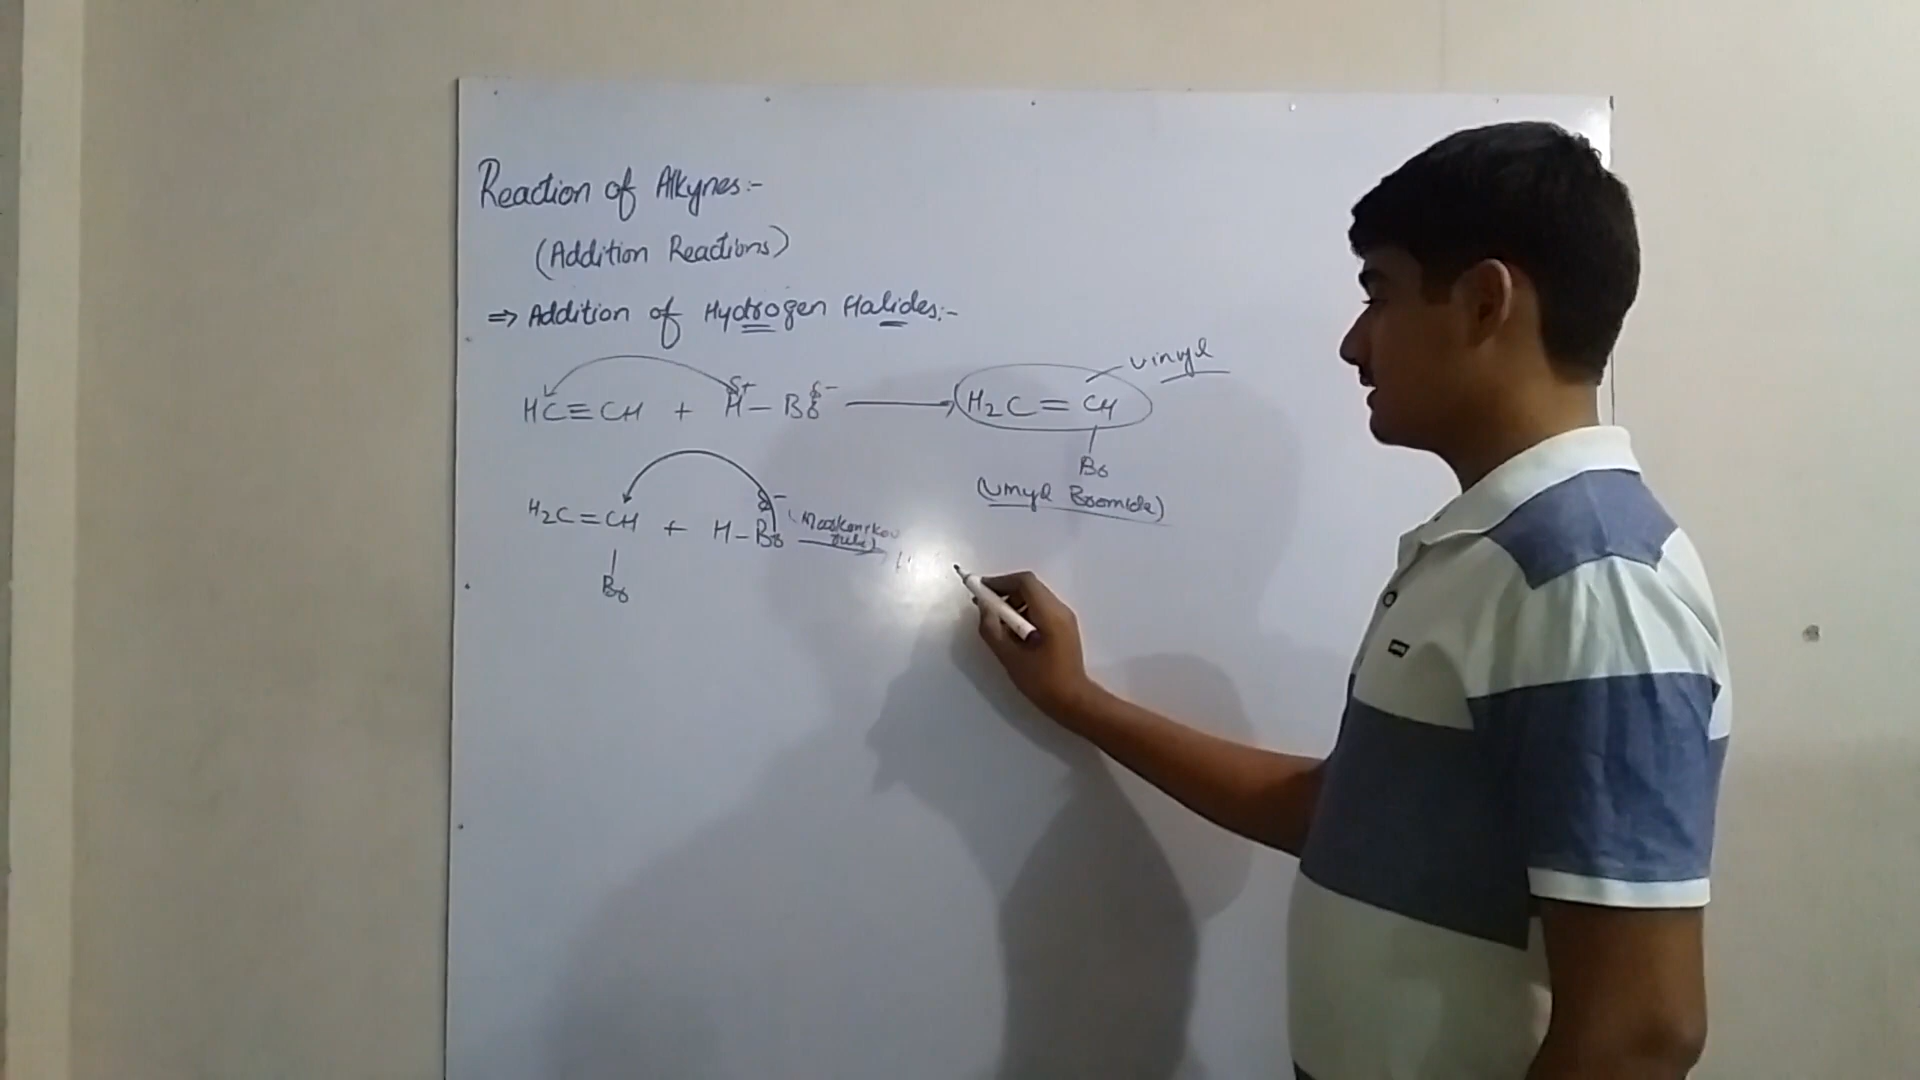 Reaction of Alkynes:-
(Addition Reactions)
⇒ Addition of Hydrogen Halides:-
HC≡CH + H^δ+ – Br^δ- ⟶ H2C = CH – vinyl
Br
(Vinyl Bromide)
H2C = CH + H – Br^δ- (Markonikov rule) ⟶ H
Br